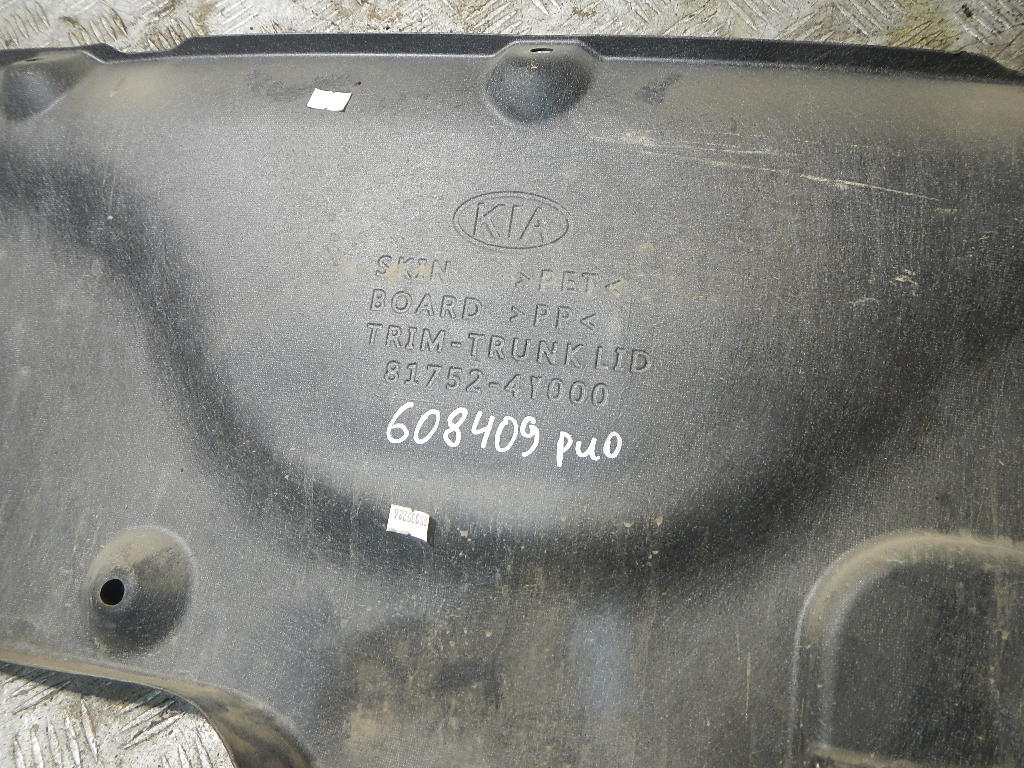 KIA
SKIN >PET<
BOARD >PP<
TRIM-TRUNK LID
81752-4Y000
608409 рио